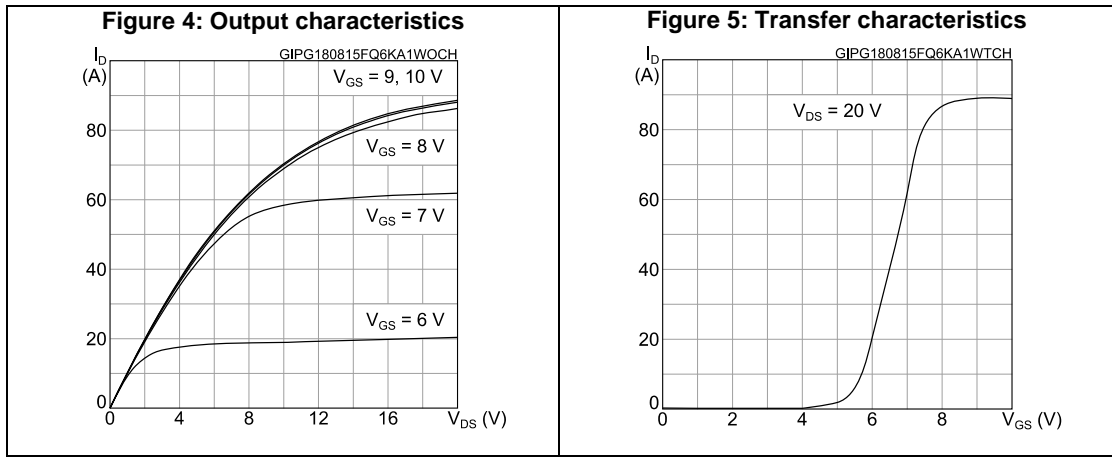 Figure 4: Output characteristics
GIPG180815FQ6KA1WOCH
I_D
(A)
V_GS = 9, 10 V
80
V_GS = 8 V
60
V_GS = 7 V
40
20
V_GS = 6 V
0
0 4 8 12 16 V_DS (V)
Figure 5: Transfer characteristics
GIPG180815FQ6KA1WTCH
I_D
(A)
V_DS = 20 V
80
60
40
20
0
0 2 4 6 8 V_GS (V)